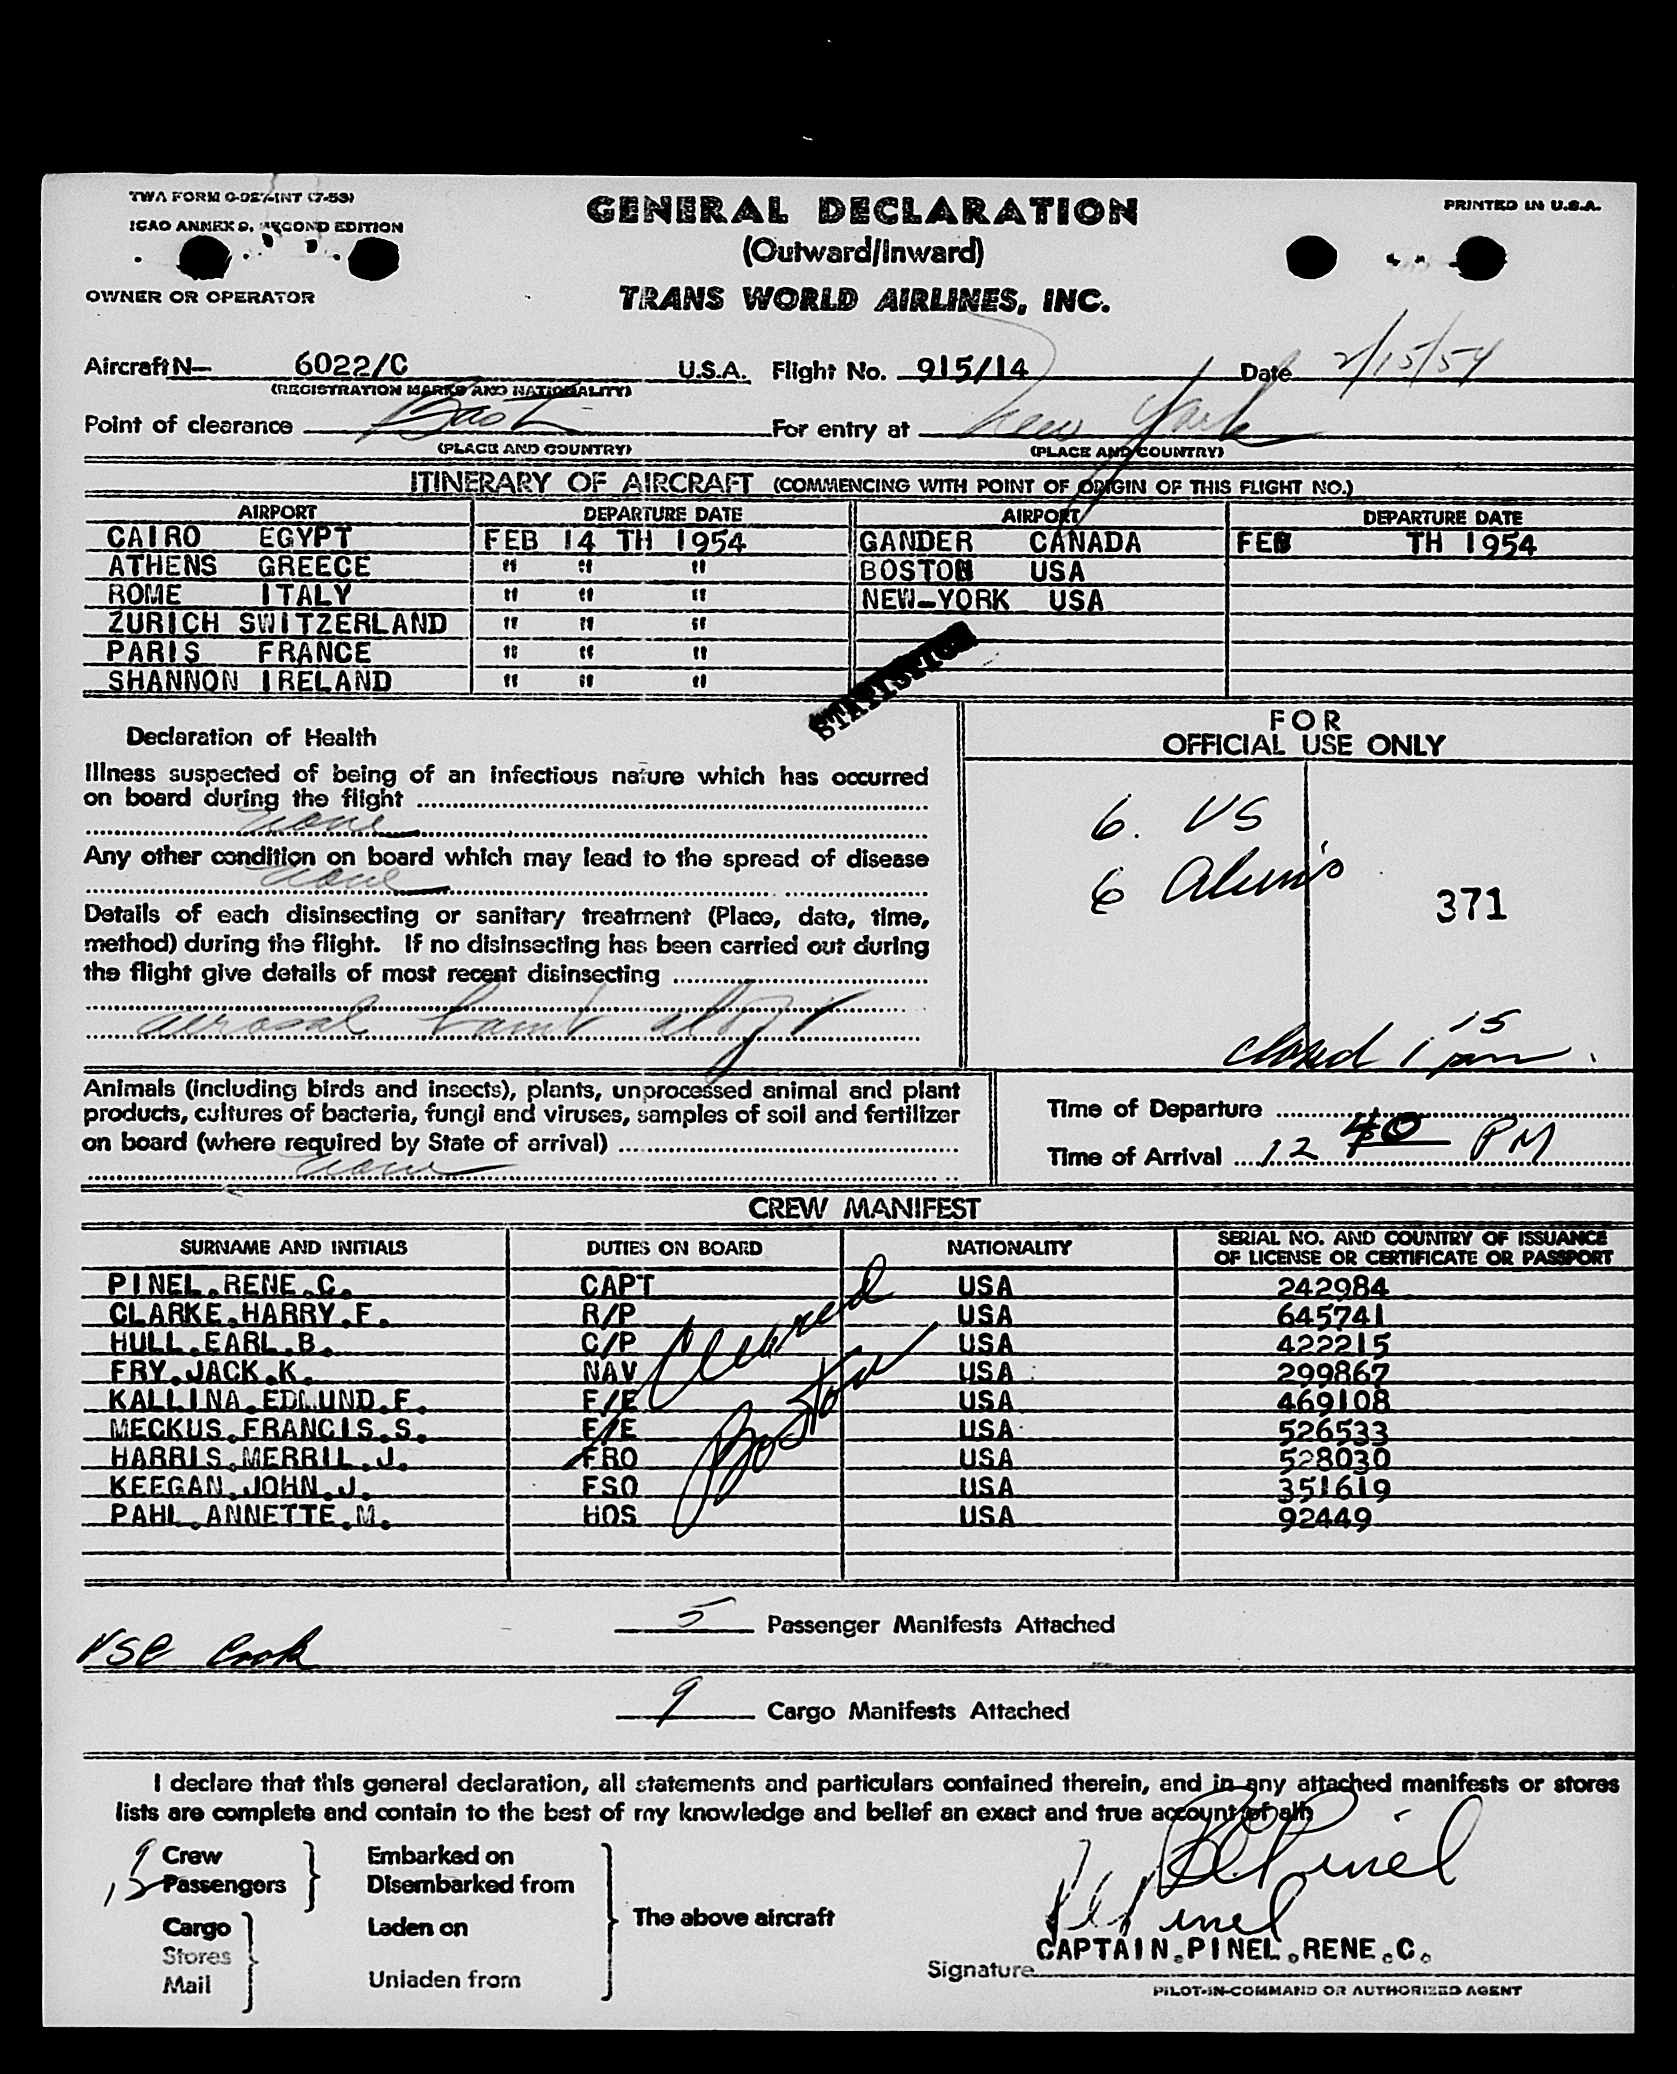 TWA FORM O-927-INT (7-53)
ICAO ANNEX 9, SECOND EDITION
PRINTED IN U.S.A.
GENERAL DECLARATION
(Outward/Inward)
OWNER OR OPERATOR
TRANS WORLD AIRLINES, INC.
Aircraft N— 6022/C U.S.A. Flight No. 915/14 Date 2/15/54
(REGISTRATION MARKS AND NATIONALITY)
Point of clearance For entry at New York
(PLACE AND COUNTRY) (PLACE AND COUNTRY)
ITINERARY OF AIRCRAFT (COMMENCING WITH POINT OF ORIGIN OF THIS FLIGHT NO.)
AIRPORT DEPARTURE DATE AIRPORT DEPARTURE DATE
CAIRO EGYPT FEB 14 TH 1954 GANDER CANADA FEB TH 1954
ATHENS GREECE " " " BOSTON USA
ROME ITALY " " " NEW-YORK USA
ZURICH SWITZERLAND " " "
PARIS FRANCE " " "
SHANNON IRELAND " " "
Declaration of Health
Illness suspected of being of an infectious nature which has occurred
on board during the flight
none
Any other condition on board which may lead to the spread of disease
none
Details of each disinsecting or sanitary treatment (Place, date, time,
method) during the flight. If no disinsecting has been carried out during
the flight give details of most recent disinsecting
aerosol
FOR
OFFICIAL USE ONLY
6. US
6 Aliens
371
closed 1 15 pm
Animals (including birds and insects), plants, unprocessed animal and plant
products, cultures of bacteria, fungi and viruses, samples of soil and fertilizer
on board (where required by State of arrival)
none
Time of Departure
Time of Arrival 12 40 PM
CREW MANIFEST
SURNAME AND INITIALS DUTIES ON BOARD NATIONALITY SERIAL NO. AND COUNTRY OF ISSUANCE OF LICENSE OR CERTIFICATE OR PASSPORT
PINEL.RENE.C. CAPT USA 242984
CLARKE.HARRY.F. R/P USA 645741
HULL.EARL.B. C/P USA 422215
FRY.JACK.K. NAV USA 299867
KALLINA.EDLUND.F. F/E USA 469108
MECKUS.FRANCIS.S. F/E USA 526533
HARRIS.MERRIL.J. FRO USA 528030
KEEGAN.JOHN.J. FSO USA 351619
PAHL.ANNETTE.M. HOS USA 92449
Cleared
Boston
5 Passenger Manifests Attached
Cook
9 Cargo Manifests Attached
I declare that this general declaration, all statements and particulars contained therein, and in any attached manifests or stores
lists are complete and contain to the best of my knowledge and belief an exact and true account of all:
9 Crew
Passengers
Embarked on
Disembarked from
Cargo
Stores
Mail
Laden on
Unladen from
The above aircraft
R C Pinel
R C Pinel
CAPTAIN.PINEL.RENE.C.
Signature
PILOT-IN-COMMAND OR AUTHORIZED AGENT